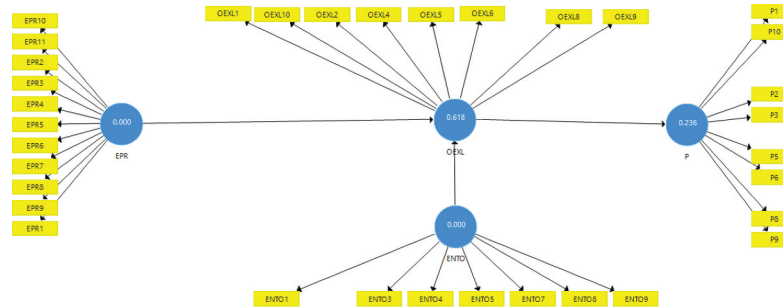 OEXL1 OEXL10 OEXL2 OEXL4 OEXL5 OEXL6 OEXL8 OEXL9
EPR10
EPR11
EPR2
EPR3
EPR4
EPR5
EPR6
EPR7
EPR8
EPR9
EPR1
0.000
EPR
0.618
OEXL
0.236
P
P1
P10
P2
P3
P5
P6
P8
P9
0.000
ENTO
ENTO1 ENTO3 ENTO4 ENTO5 ENTO7 ENTO8 ENTO9